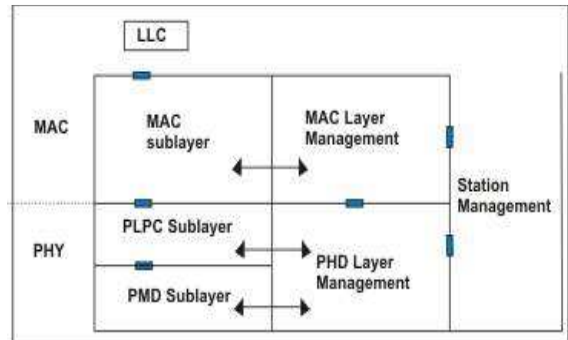 LLC
MAC
MAC
sublayer
MAC Layer
Management
Station
Management
PHY
PLPC Sublayer
PHD Layer
Management
PMD Sublayer